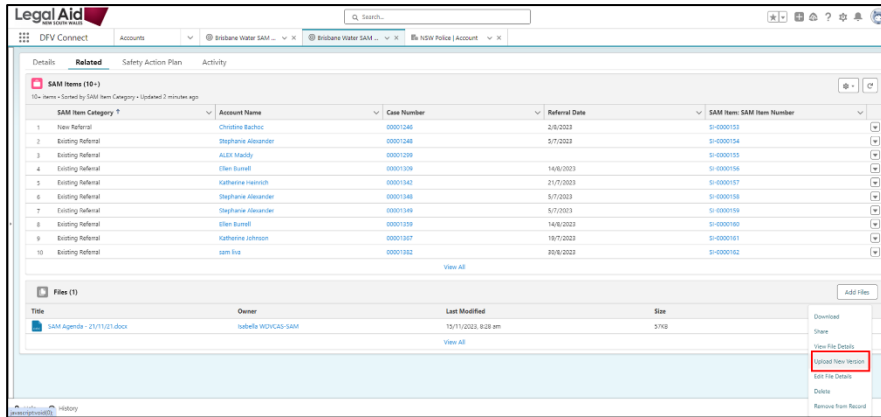 Legal Aid
NEW SOUTH WALES
Search...
DFV Connect Accounts Brisbane Water SAM ... Brisbane Water SAM ... NSW Police | Account
Details Related Safety Action Plan Activity
SAM Items (10+)
10+ items • Sorted by SAM Item Category • Updated 2 minutes ago
SAM Item Category ↑ Account Name Case Number Referral Date SAM Item: SAM Item Number
1 New Referral Christine Bachoc 00001246 2/8/2023 SI-0000153
2 Existing Referral Stephanie Alexander 00001248 5/7/2023 SI-0000154
3 Existing Referral ALEX Maddy 00001299 SI-0000155
4 Existing Referral Ellen Burrell 00001309 14/8/2023 SI-0000156
5 Existing Referral Katherine Heinrich 00001342 21/7/2023 SI-0000157
6 Existing Referral Stephanie Alexander 00001348 5/7/2023 SI-0000158
7 Existing Referral Stephanie Alexander 00001349 5/7/2023 SI-0000159
8 Existing Referral Ellen Burrell 00001359 14/8/2023 SI-0000160
9 Existing Referral Katherine Johnson 00001367 19/7/2023 SI-0000161
10 Existing Referral sam liva 00001382 30/8/2023 SI-0000162
View All
Files (1) Add Files
Title Owner Last Modified Size
SAM Agenda - 21/11/21.docx Isabella WDVCAS-SAM 15/11/2023, 8:28 am 57KB
View All
Download
Share
View File Details
Upload New Version
Edit File Details
Delete
Remove from Record
History
javascript:void(0);